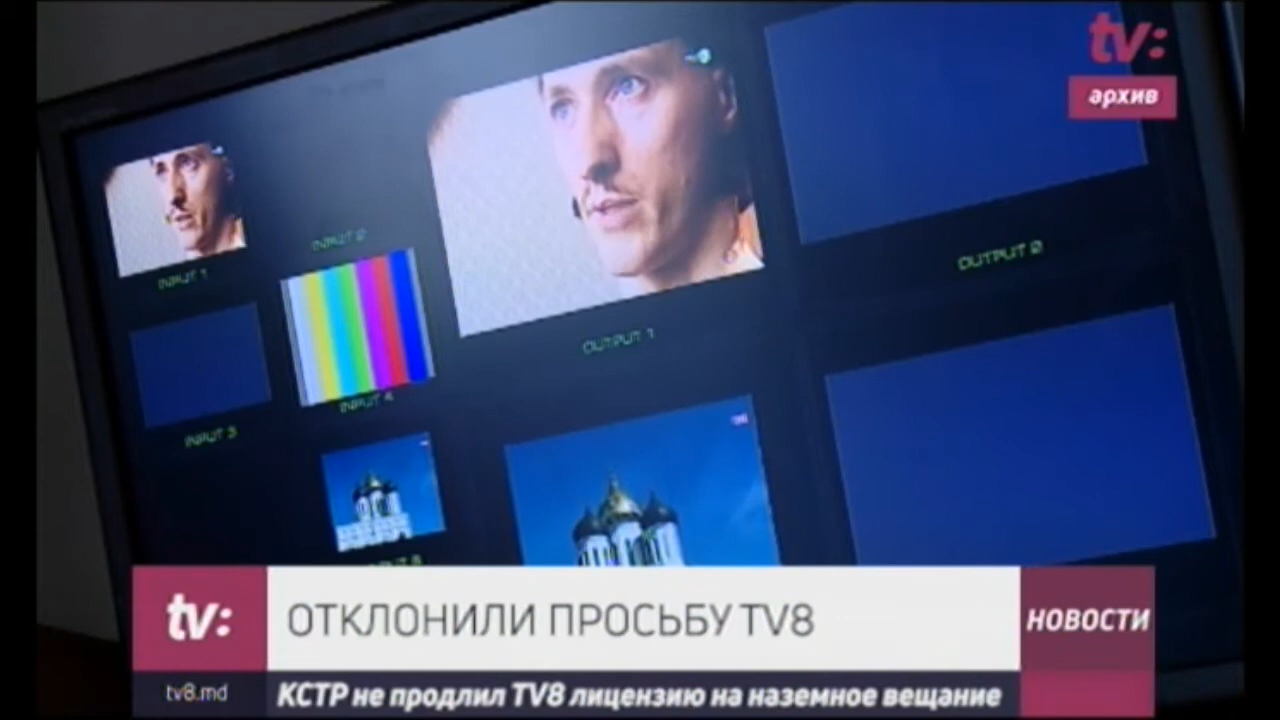 tv:
архив
INPUT 2
INPUT 1
OUTPUT 2
OUTPUT 1
INPUT 4
INPUT 3
tv:
ОТКЛОНИЛИ ПРОСЬБУ TV8
НОВОСТИ
tv8.md
КСТР не продлил TV8 лицензию на наземное вещание